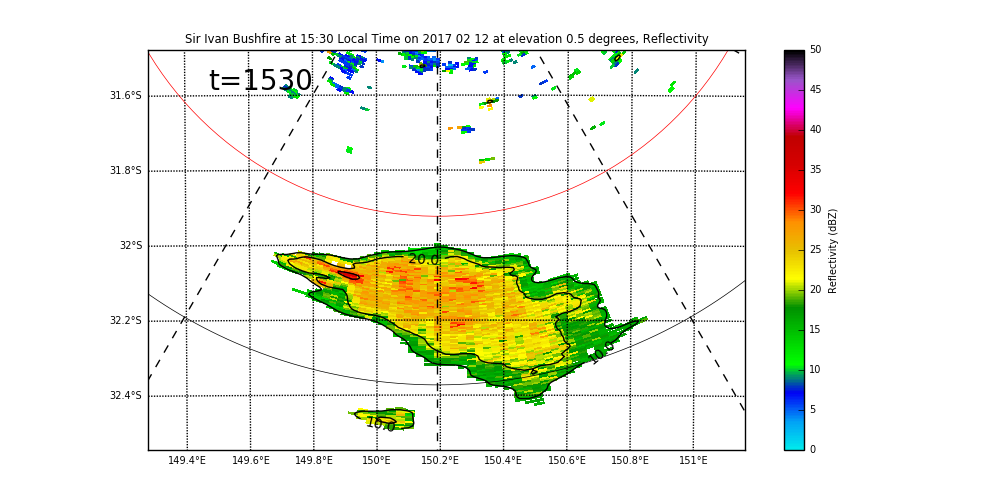 Sir Ivan Bushfire at 15:30 Local Time on 2017 02 12 at elevation 0.5 degrees, Reflectivity
t=1530
31.6°S
31.8°S
32°S
32.2°S
32.4°S
20.0
10.0
10.0
149.4°E 149.6°E 149.8°E 150°E 150.2°E 150.4°E 150.6°E 150.8°E 151°E
50
45
40
35
30
25
20
15
10
5
0
Reflectivity (dBZ)